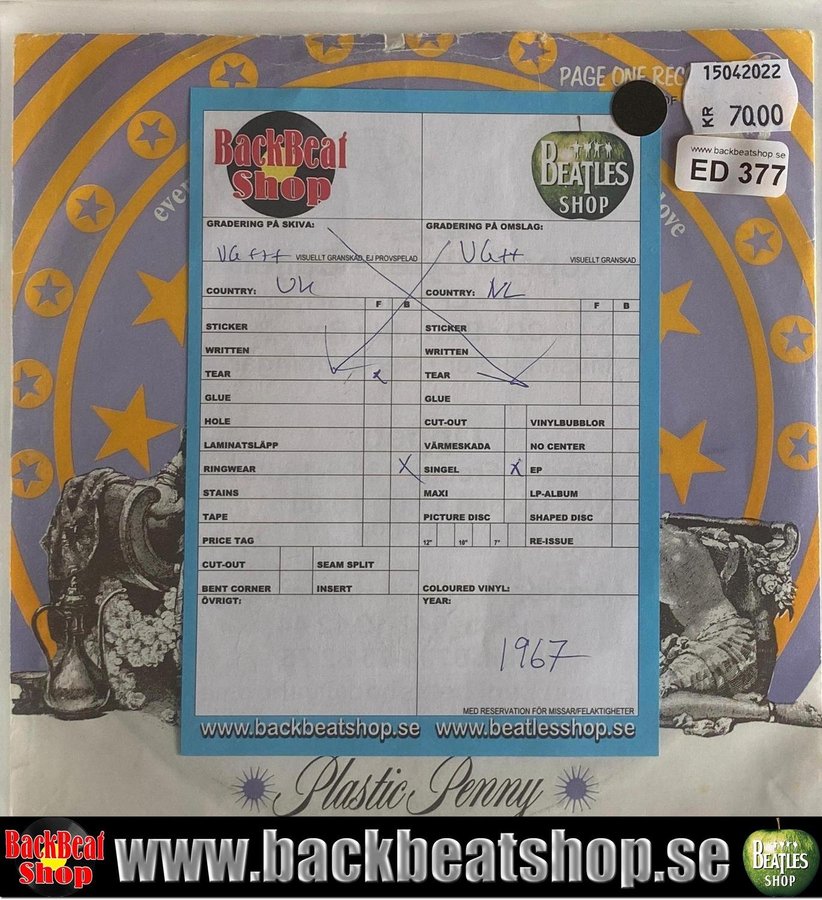 PAGE ONE REC
OF
15042022
KR 70.00
www.backbeatshop.se
ED 377
ever
love
BackBeat
Shop
BEATLES
SHOP
GRADERING PÅ SKIVA:
GRADERING PÅ OMSLAG:
VG+++ VISUELLT GRANSKAD, EJ PROVSPELAD
VG++ VISUELLT GRANSKAD
COUNTRY: UK
COUNTRY: NL
F B
F B
STICKER
STICKER
WRITTEN
WRITTEN
TEAR x
TEAR
GLUE
GLUE
HOLE
CUT-OUT VINYLBUBBLOR
LAMINATSLÄPP
VÄRMESKADA NO CENTER
RINGWEAR X
SINGEL X EP
STAINS
MAXI LP-ALBUM
TAPE
PICTURE DISC SHAPED DISC
PRICE TAG
12" 10" 7" RE-ISSUE
CUT-OUT SEAM SPLIT
BENT CORNER INSERT
COLOURED VINYL:
ÖVRIGT:
YEAR:
1967
MED RESERVATION FÖR MISSAR/FELAKTIGHETER
www.backbeatshop.se www.beatlesshop.se
Plastic Penny
BackBeat
Shop
www.backbeatshop.se
BEATLES
SHOP